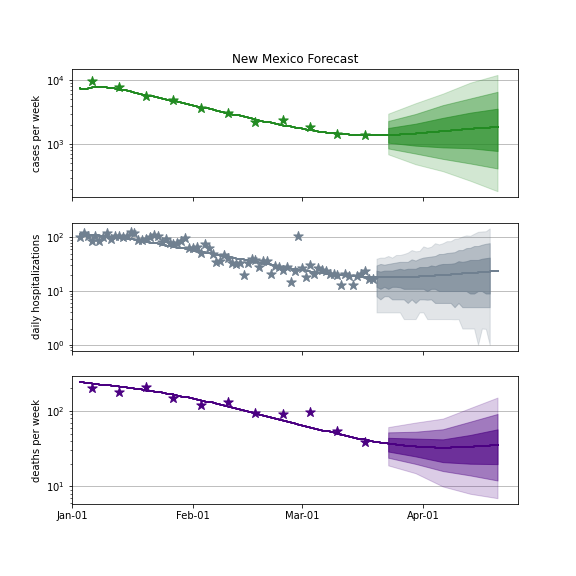 New Mexico Forecast
10⁴
10³
cases per week
10²
10¹
10⁰
daily hospitalizations
10²
10¹
deaths per week
Jan-01 Feb-01 Mar-01 Apr-01